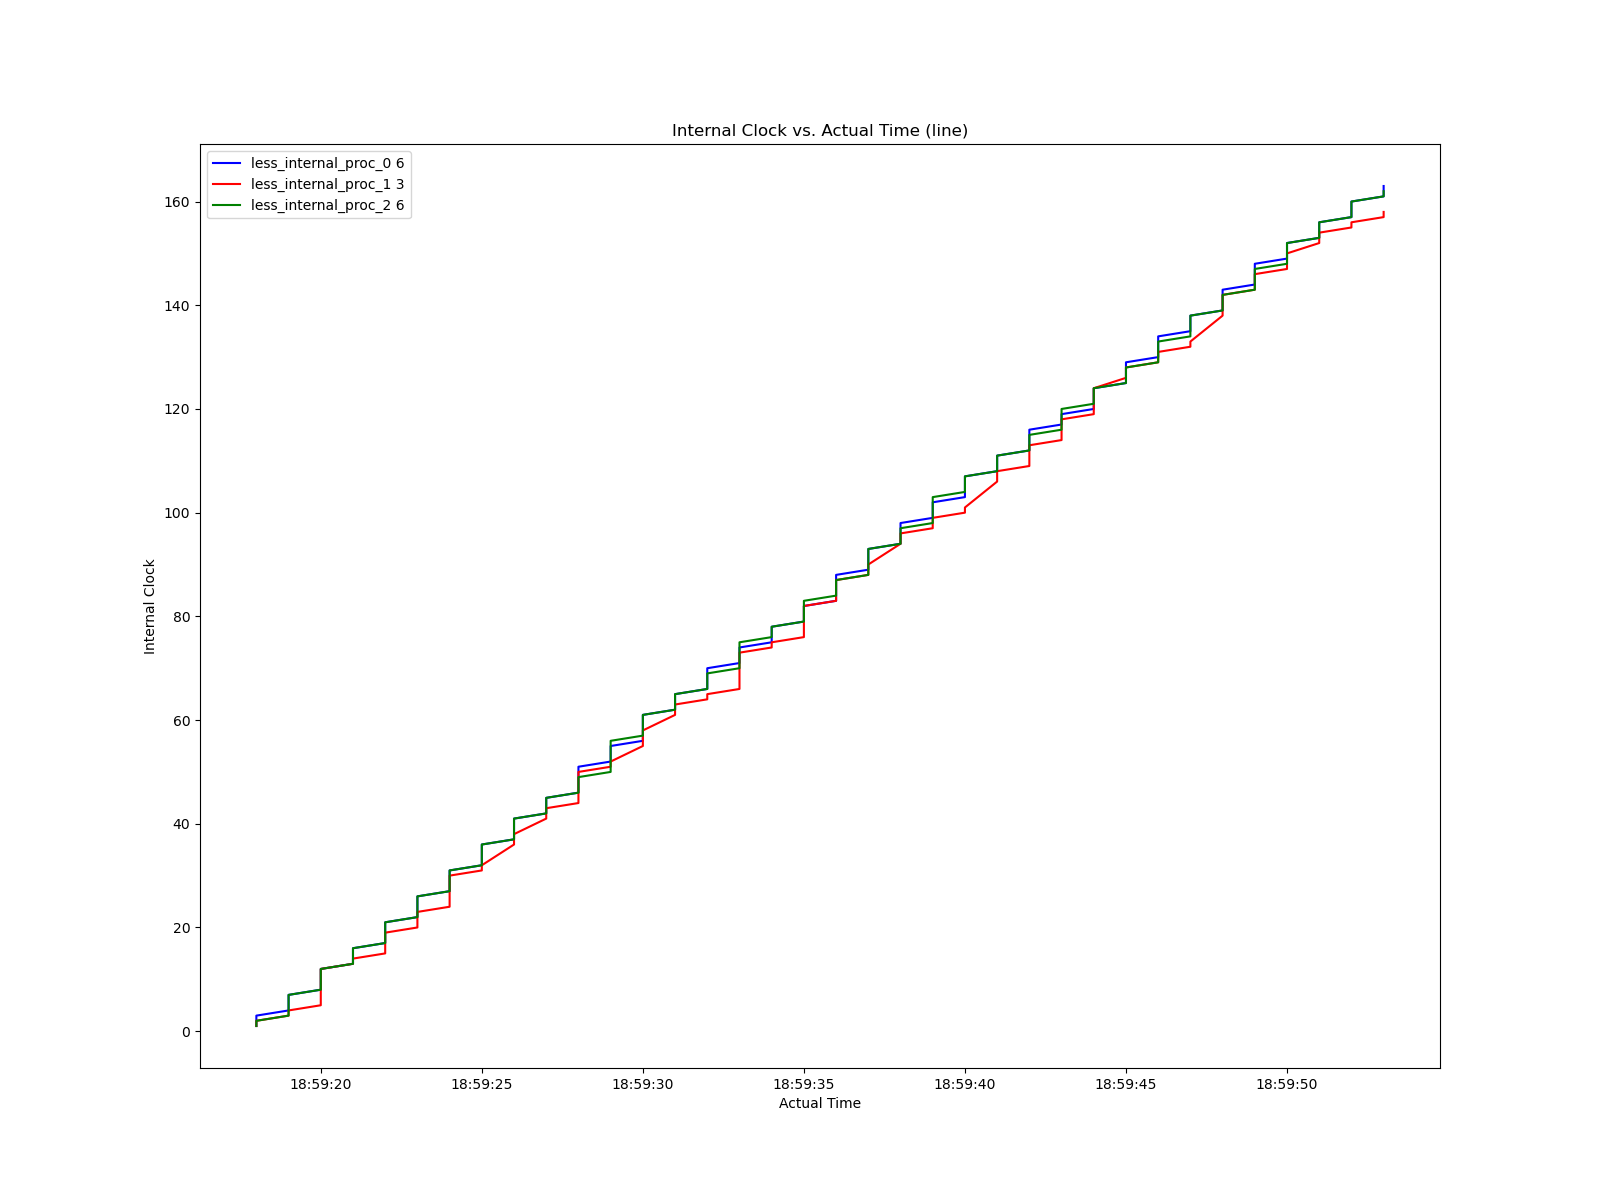 Internal Clock vs. Actual Time (line)
less_internal_proc_0 6
less_internal_proc_1 3
less_internal_proc_2 6
160
140
120
100
80
60
40
20
0
Internal Clock
18:59:20 18:59:25 18:59:30 18:59:35 18:59:40 18:59:45 18:59:50
Actual Time